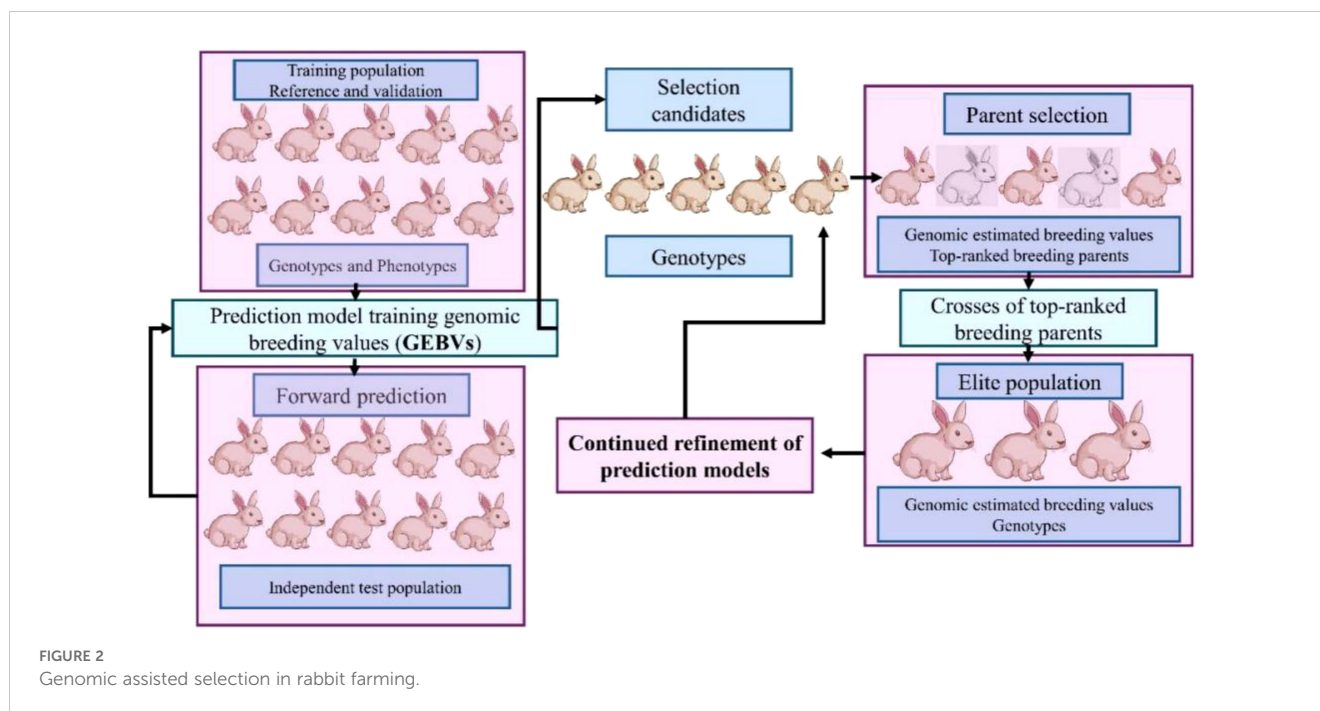 Training population
Reference and validation
Genotypes and Phenotypes
Prediction model training genomic
breeding values (GEBVs)
Forward prediction
Independent test population
Selection
candidates
Genotypes
Parent selection
Genomic estimated breeding values
Top-ranked breeding parents
Crosses of top-ranked
breeding parents
Elite population
Genomic estimated breeding values
Genotypes
Continued refinement of
prediction models
FIGURE 2
Genomic assisted selection in rabbit farming.